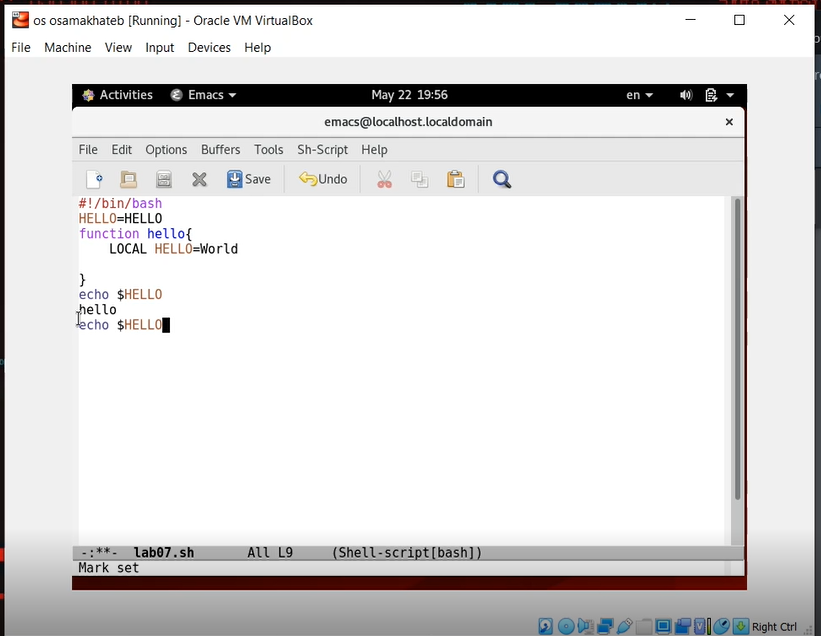 os osamakhateb [Running] - Oracle VM VirtualBox
File Machine View Input Devices Help
Activities Emacs May 22 19:56 en
emacs@localhost.localdomain
File Edit Options Buffers Tools Sh-Script Help
Save Undo
#!/bin/bash
HELLO=HELLO
function hello{
    LOCAL HELLO=World
}
echo $HELLO
hello
echo $HELLO
-:**- lab07.sh All L9 (Shell-script[bash])
Mark set
Right Ctrl